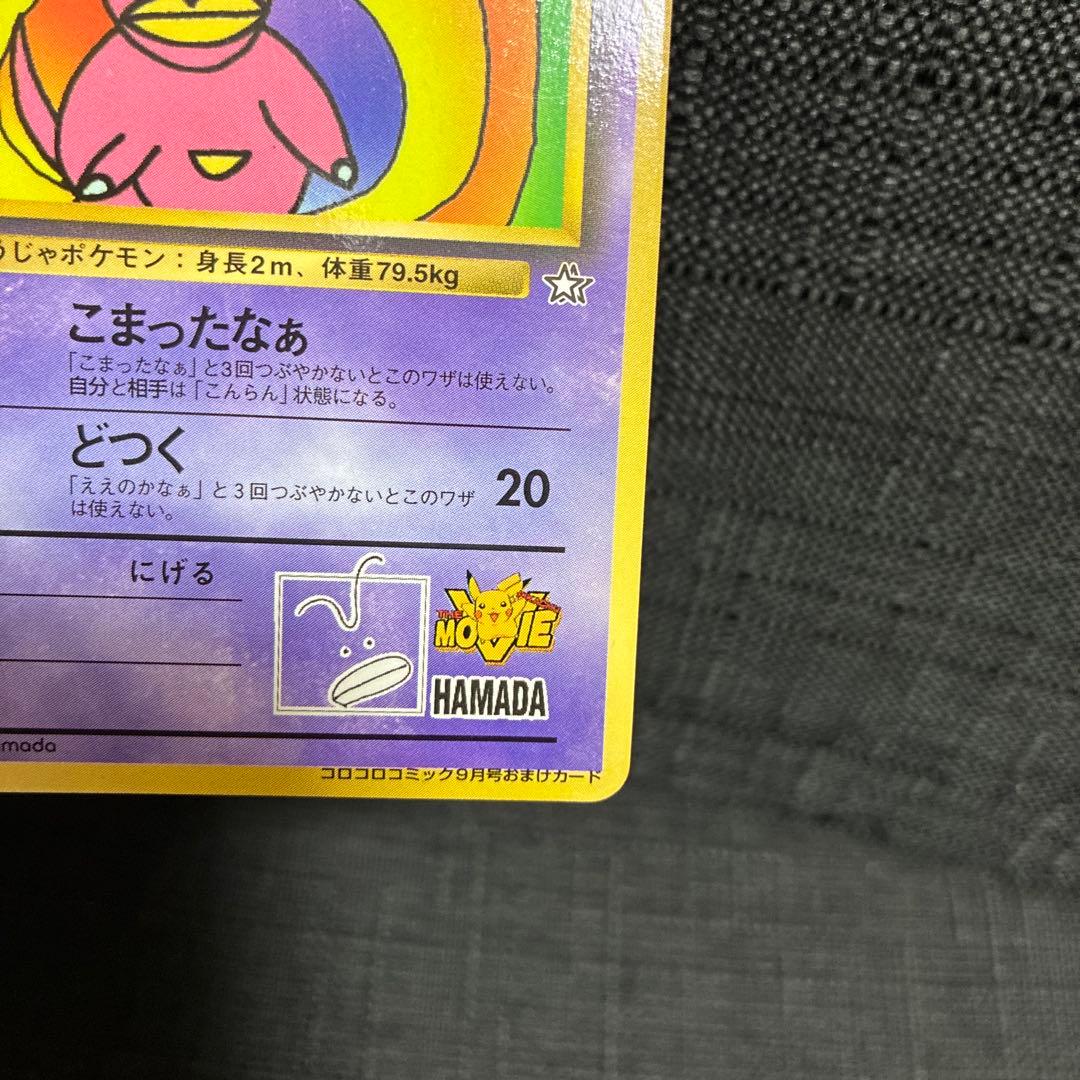 うじゃポケモン：身長2m、体重79.5kg
こまったなぁ
「こまったなぁ」と3回つぶやかないとこのワザは使えない。
自分と相手は「こんらん」状態になる。
どつく
「ええのかなぁ」と3回つぶやかないとこのワザ
は使えない。
20
にげる
THE MOVIE
HAMADA
mada
コロコロコミック9月号おまけカード